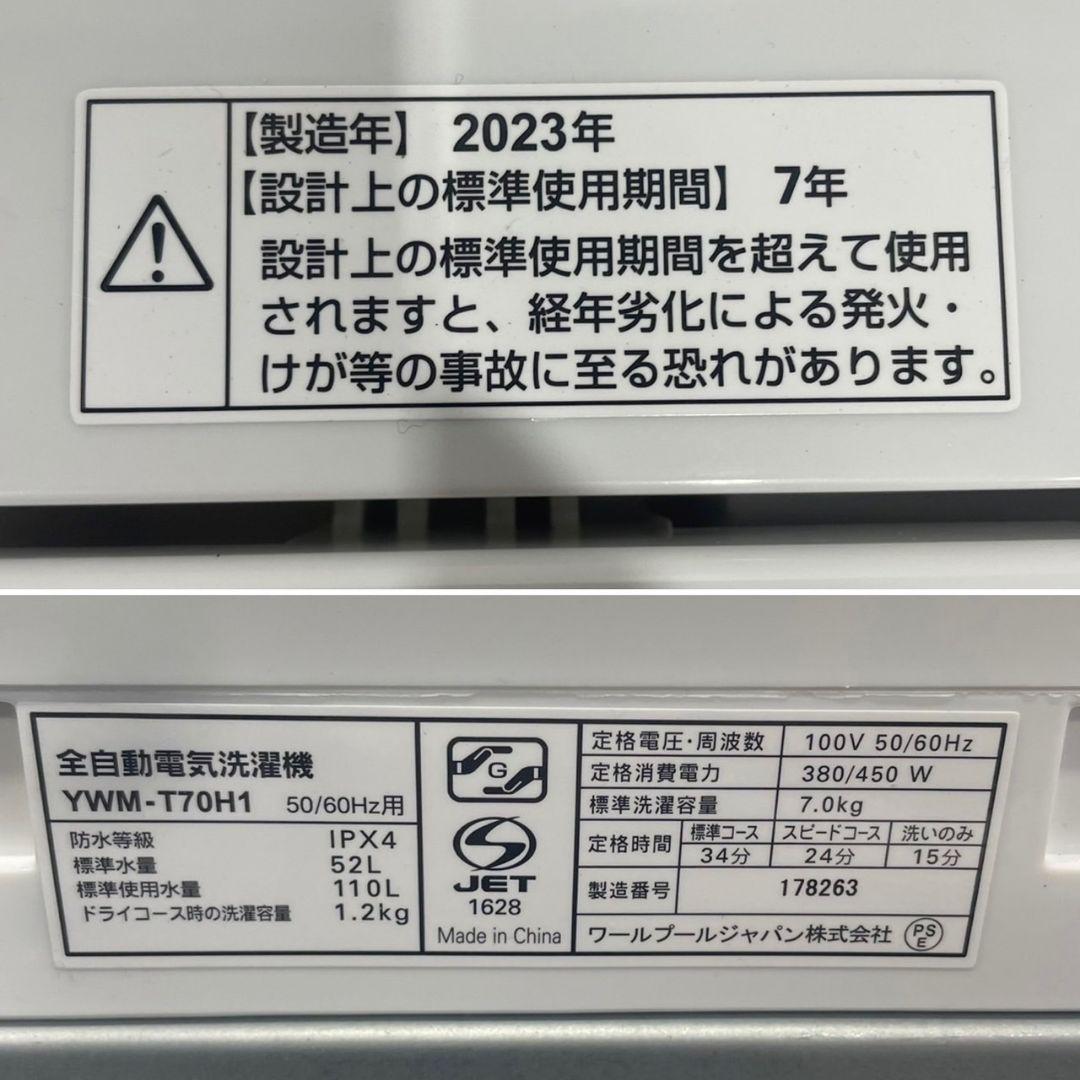 【製造年】 2023年
【設計上の標準使用期間】 7年
設計上の標準使用期間を超えて使用
されますと、経年劣化による発火・
けが等の事故に至る恐れがあります。
全自動電気洗濯機
YWM-T70H1 50/60Hz用
防水等級 IPX4
標準水量 52L
標準使用水量 110L
ドライコース時の洗濯容量 1.2kg
G
S
JET
1628
Made in China
定格電圧・周波数 100V 50/60Hz
定格消費電力 380/450 W
標準洗濯容量 7.0kg
定格時間 標準コース スピードコース 洗いのみ
34分 24分 15分
製造番号 178263
ワールプールジャパン株式会社 PSE